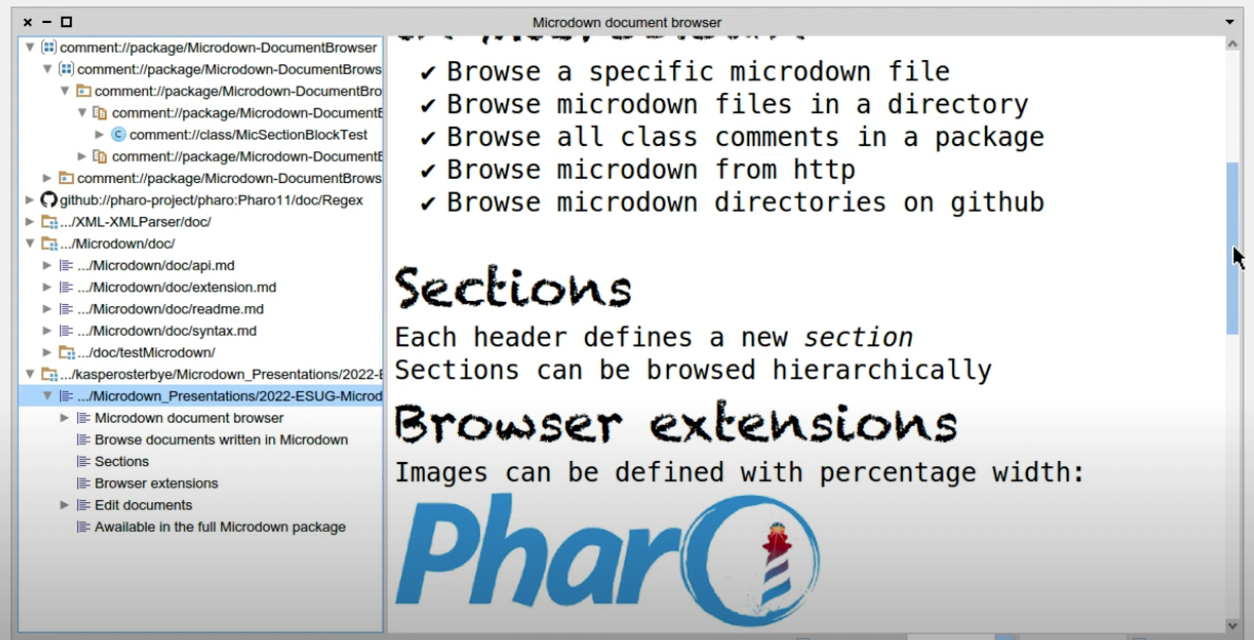 Microdown document browser
comment://package/Microdown-DocumentBrowser
comment://package/Microdown-DocumentBrows
comment://package/Microdown-DocumentBro
comment://package/Microdown-DocumentB
comment://class/MicSectionBlockTest
comment://package/Microdown-DocumentB
comment://package/Microdown-DocumentBrows
github://pharo-project/pharo:Pharo11/doc/Regex
.../XML-XMLParser/doc/
.../Microdown/doc/
.../Microdown/doc/api.md
.../Microdown/doc/extension.md
.../Microdown/doc/readme.md
.../Microdown/doc/syntax.md
.../doc/testMicrodown/
.../kasperosterbye/Microdown_Presentations/2022-E
.../Microdown_Presentations/2022-ESUG-Microd
Microdown document browser
Browse documents written in Microdown
Sections
Browser extensions
Edit documents
Awailable in the full Microdown package
✔ Browse a specific microdown file
✔ Browse microdown files in a directory
✔ Browse all class comments in a package
✔ Browse microdown from http
✔ Browse microdown directories on github
Sections
Each header defines a new section
Sections can be browsed hierarchically
Browser extensions
Images can be defined with percentage width:
Pharo